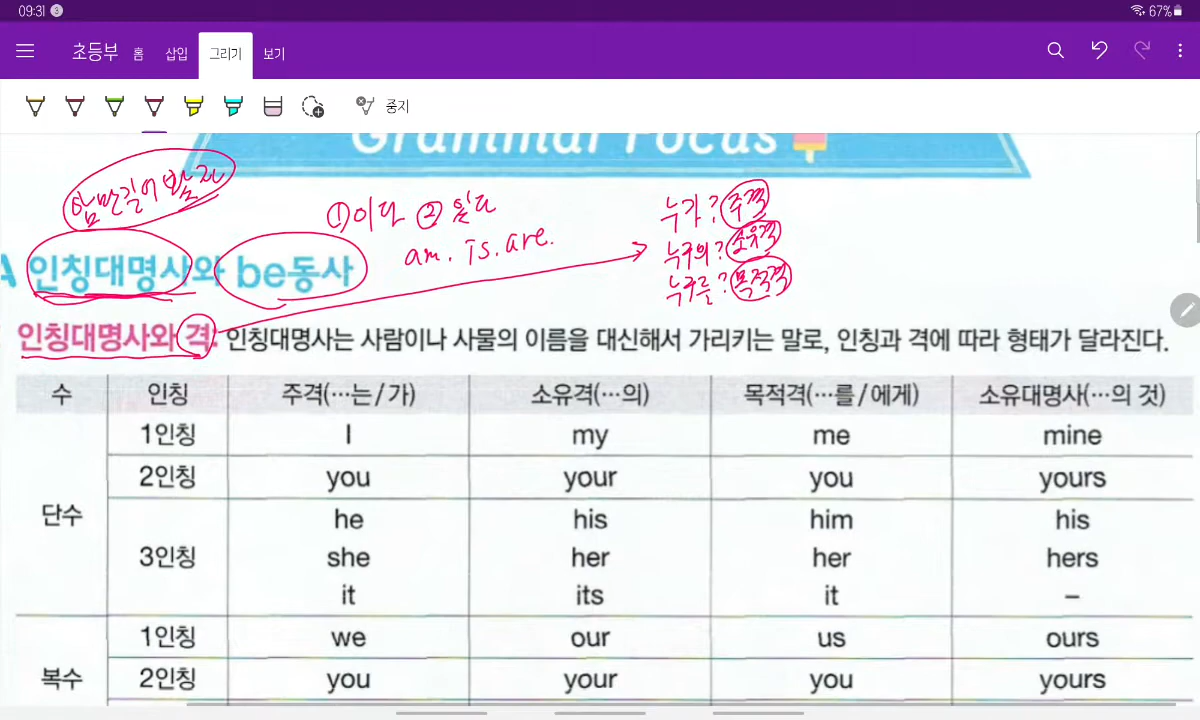 09:31 3 67%
초등부 홈 삽입 그리기 보기
중지
Grammar Focus
① 이다 ② 있다
am. is. are.
누가? 주격
누구의? 소유격
누구를? 목적격
A 인칭대명사와 be동사
인칭대명사와 격: 인칭대명사는 사람이나 사물의 이름을 대신해서 가리키는 말로, 인칭과 격에 따라 형태가 달라진다.
수 인칭 주격(…는/가) 소유격(…의) 목적격(…를/에게) 소유대명사(…의 것)
단수 1인칭 I my me mine
2인칭 you your you yours
3인칭 he his him his
she her her hers
it its it –
복수 1인칭 we our us ours
2인칭 you your you yours